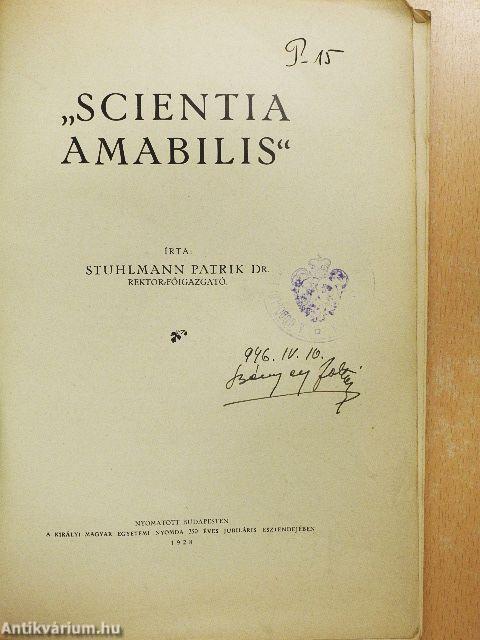 P-15
„SCIENTIA
AMABILIS“
ÍRTA:
STUHLMANN PATRIK DR.
REKTOR-FŐIGAZGATÓ.
946. IV. 10.
NYOMATOTT BUDAPESTEN
A KIRÁLYI MAGYAR EGYETEMI NYOMDA 350 ÉVES JUBILÁRIS ESZTENDEJÉBEN
1928
Antikvárium.hu